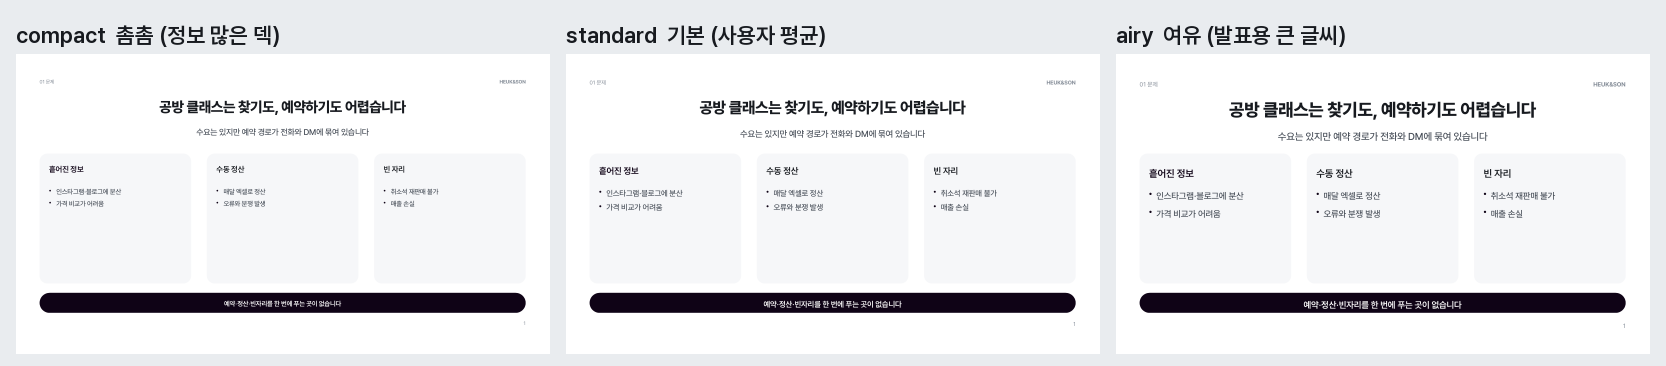 compact 촘촘 (정보 많은 덱)
01 문제
HEUK&SON
공방 클래스는 찾기도, 예약하기도 어렵습니다
수요는 있지만 예약 경로가 전화와 DM에 묶여 있습니다
흩어진 정보
• 인스타그램·블로그에 분산
• 가격 비교가 어려움
수동 정산
• 매달 엑셀로 정산
• 오류와 분쟁 발생
빈 자리
• 취소석 재판매 불가
• 매출 손실
예약·정산·빈자리를 한 번에 푸는 곳이 없습니다
1
standard 기본 (사용자 평균)
01 문제
HEUK&SON
공방 클래스는 찾기도, 예약하기도 어렵습니다
수요는 있지만 예약 경로가 전화와 DM에 묶여 있습니다
흩어진 정보
• 인스타그램·블로그에 분산
• 가격 비교가 어려움
수동 정산
• 매달 엑셀로 정산
• 오류와 분쟁 발생
빈 자리
• 취소석 재판매 불가
• 매출 손실
예약·정산·빈자리를 한 번에 푸는 곳이 없습니다
1
airy 여유 (발표용 큰 글씨)
01 문제
HEUK&SON
공방 클래스는 찾기도, 예약하기도 어렵습니다
수요는 있지만 예약 경로가 전화와 DM에 묶여 있습니다
흩어진 정보
• 인스타그램·블로그에 분산
• 가격 비교가 어려움
수동 정산
• 매달 엑셀로 정산
• 오류와 분쟁 발생
빈 자리
• 취소석 재판매 불가
• 매출 손실
예약·정산·빈자리를 한 번에 푸는 곳이 없습니다
1